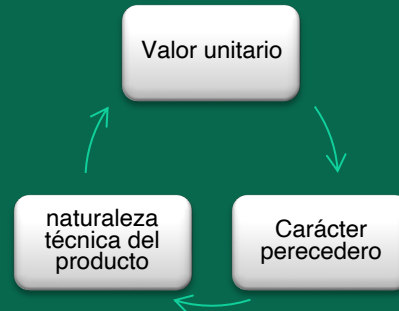 Valor unitario
naturaleza
técnica del
producto
Carácter
perecedero